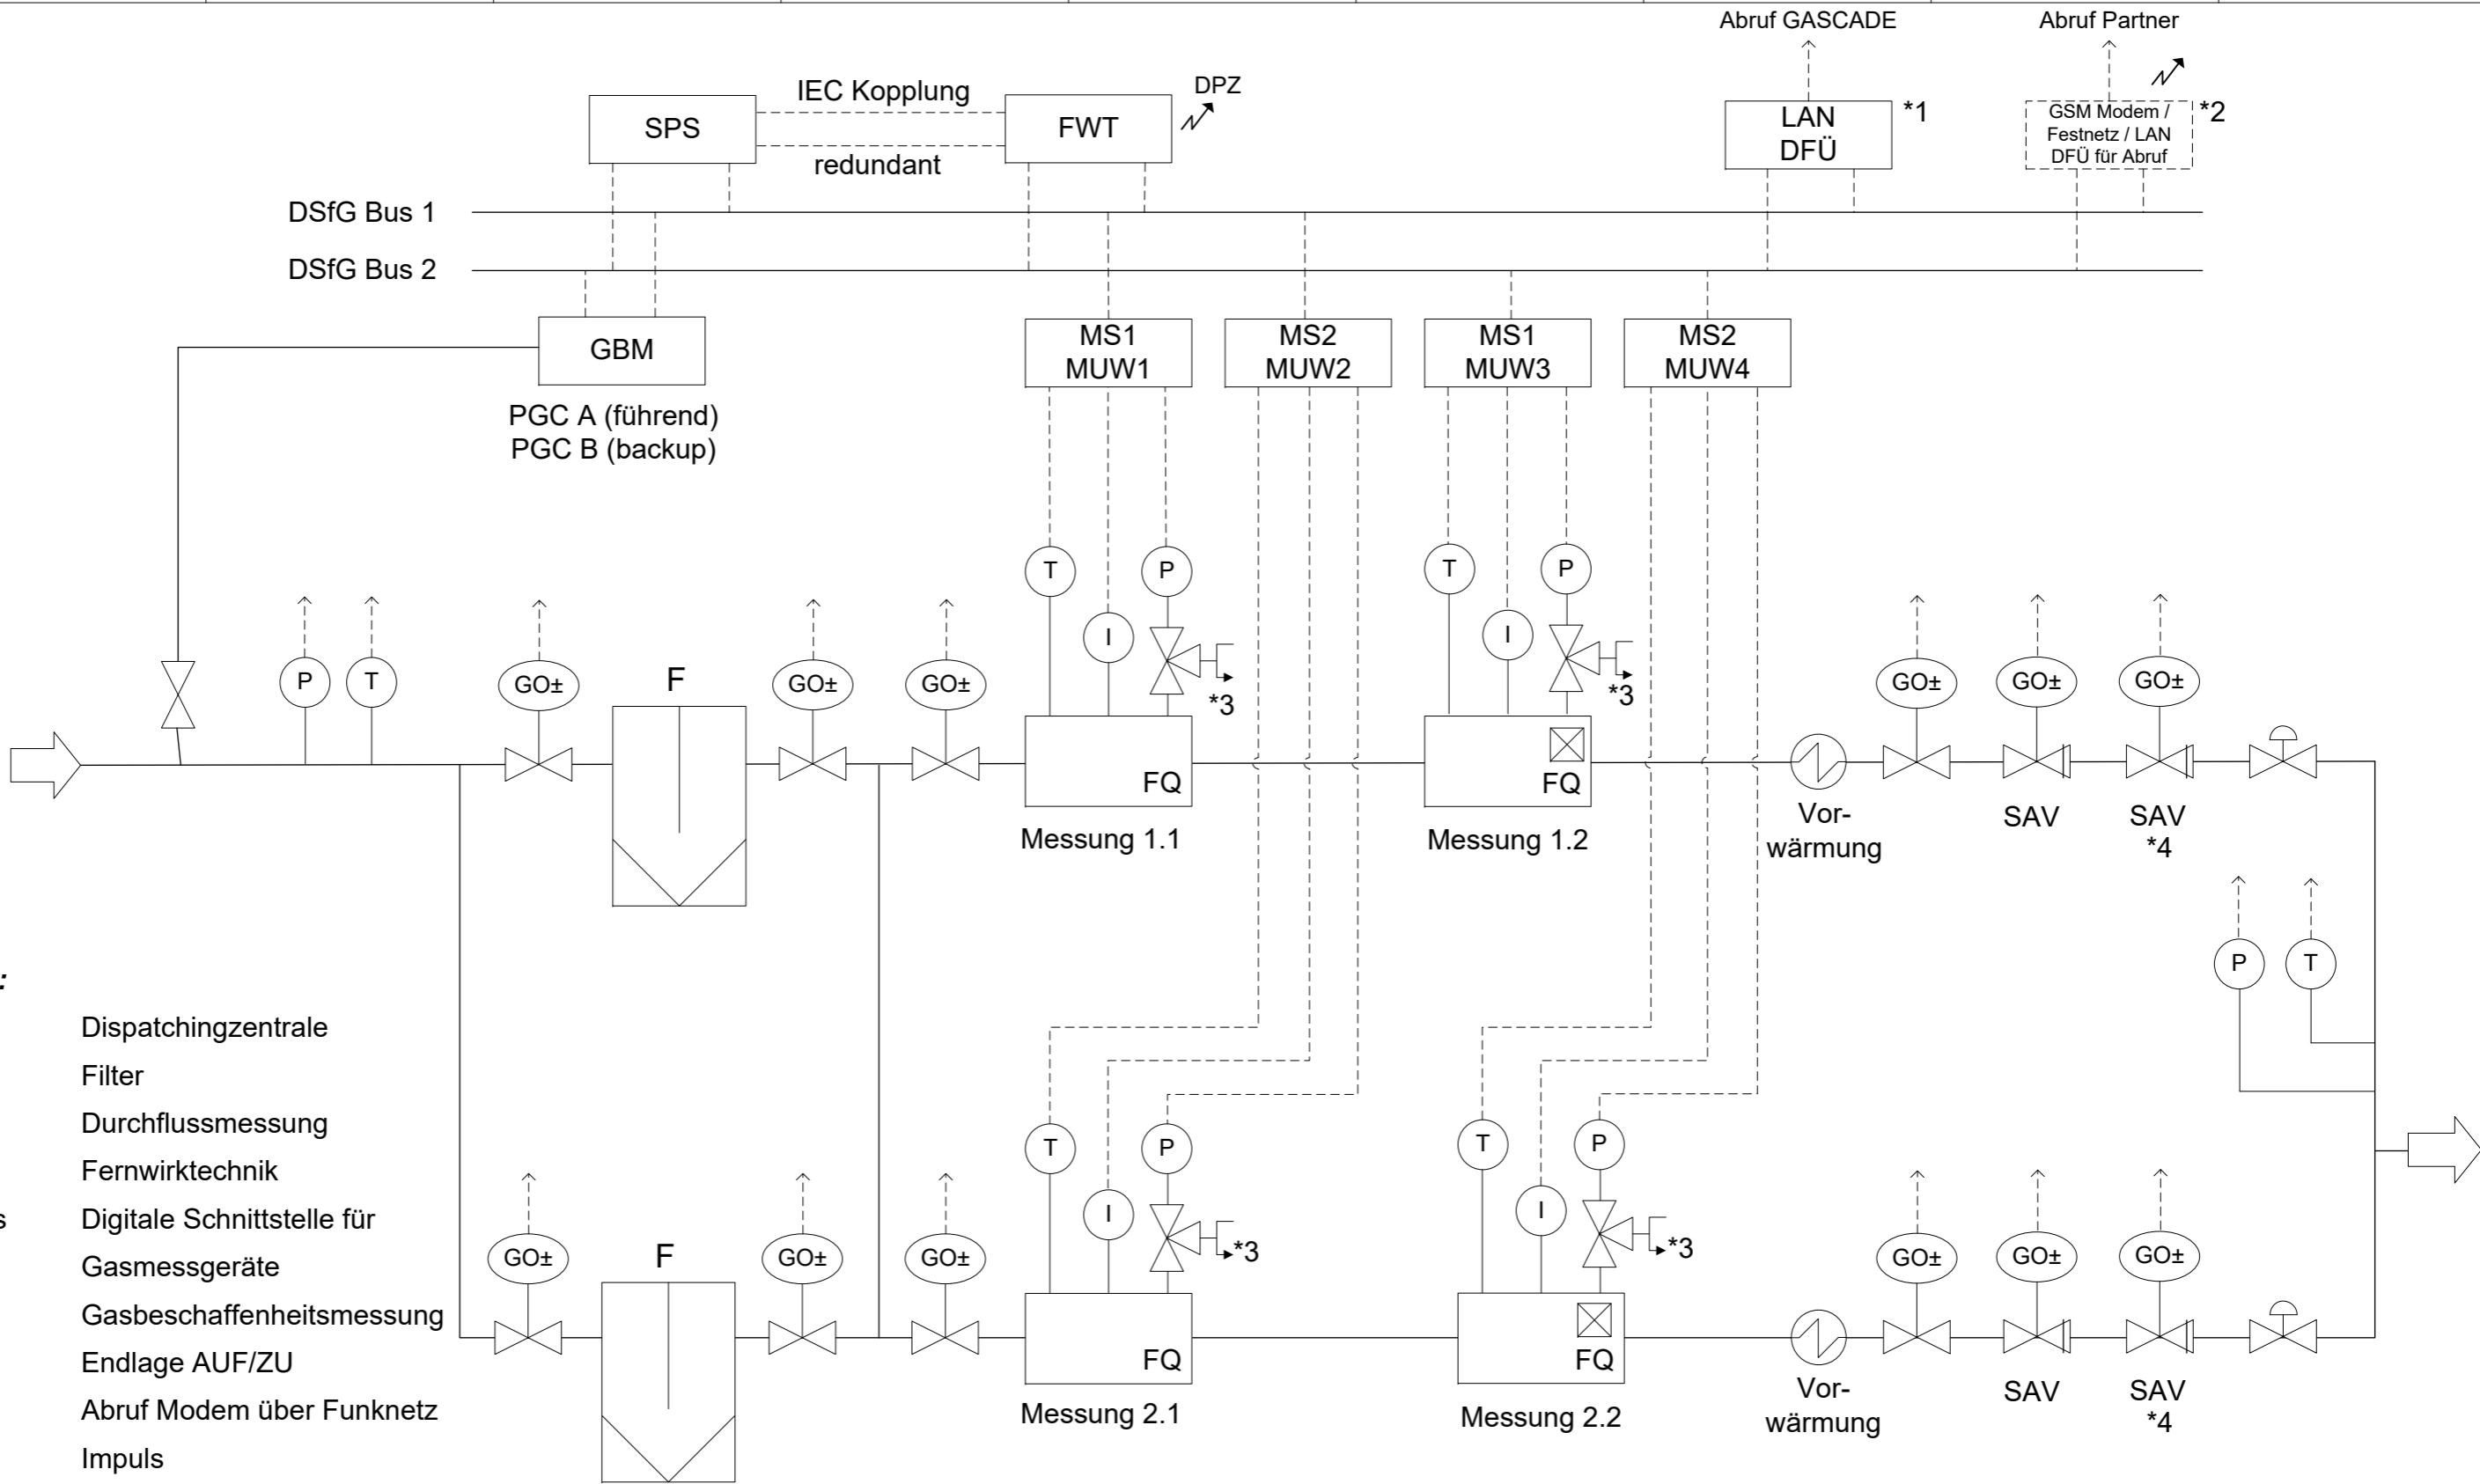 Abruf GASCADE
Abruf Partner
IEC Kopplung
DPZ
SPS
FWT
LAN
DFÜ
*1
GSM Modem /
Festnetz / LAN
DFÜ für Abruf
*2
redundant
DSfG Bus 1
DSfG Bus 2
GBM
MS1
MUW1
MS2
MUW2
MS1
MUW3
MS2
MUW4
PGC A (führend)
PGC B (backup)
T
P
T
P
I
I
P
T
GO±
F
GO±
GO±
*3
*3
GO±
GO±
GO±
FQ
FQ
Messung 1.1
Messung 1.2
Vor-
wärmung
SAV
SAV
*4
P
T
:
Dispatchingzentrale
Filter
Durchflussmessung
Fernwirktechnik
s
Digitale Schnittstelle für
Gasmessgeräte
Gasbeschaffenheitsmessung
Endlage AUF/ZU
Abruf Modem über Funknetz
Impuls
T
P
T
P
I
I
GO±
F
GO±
GO±
*3
*3
GO±
GO±
GO±
FQ
FQ
Messung 2.1
Messung 2.2
Vor-
wärmung
SAV
SAV
*4